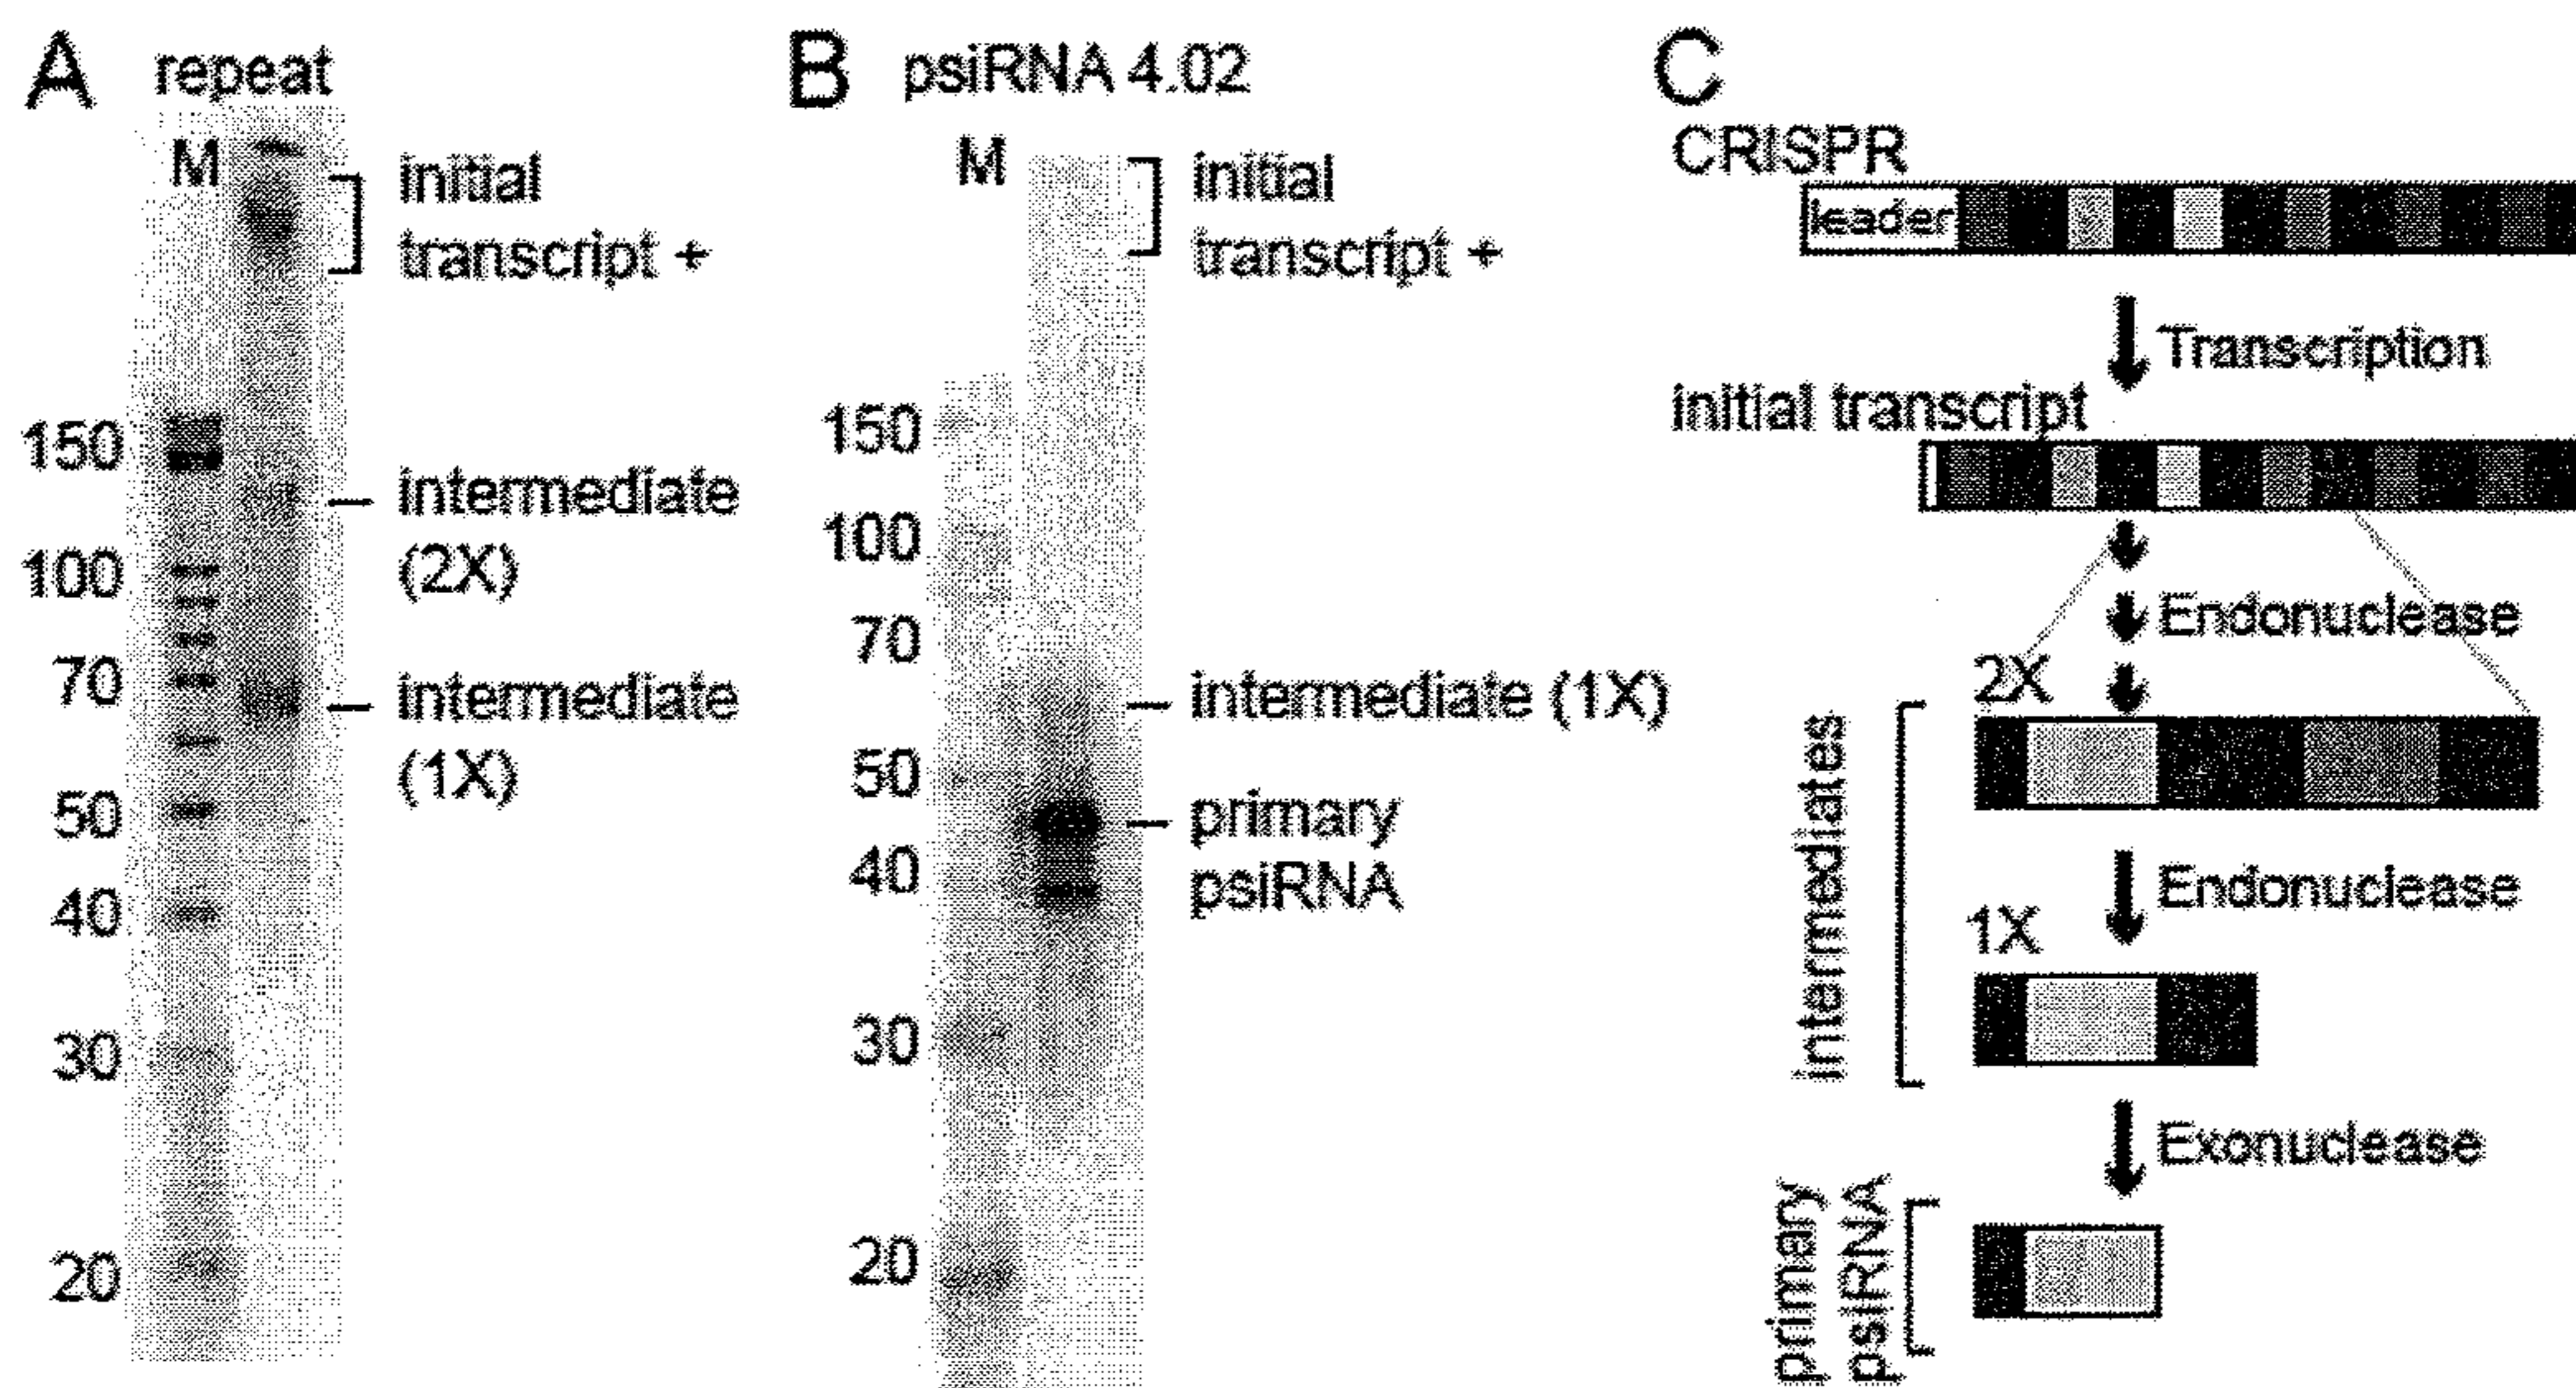 A
repeat
M
initial
transcript +
150
intermediate
(2X)
100
70
intermediate
(1X)
50
40
30
20
B
psiRNA 4.02
M
initial
transcript +
150
100
70
intermediate (1X)
50
primary
psiRNA
40
30
20
C
CRISPR
leader
Transcription
initial transcript
Endonuclease
2X
intermediates
Endonuclease
1X
Exonuclease
primary
psiRNA